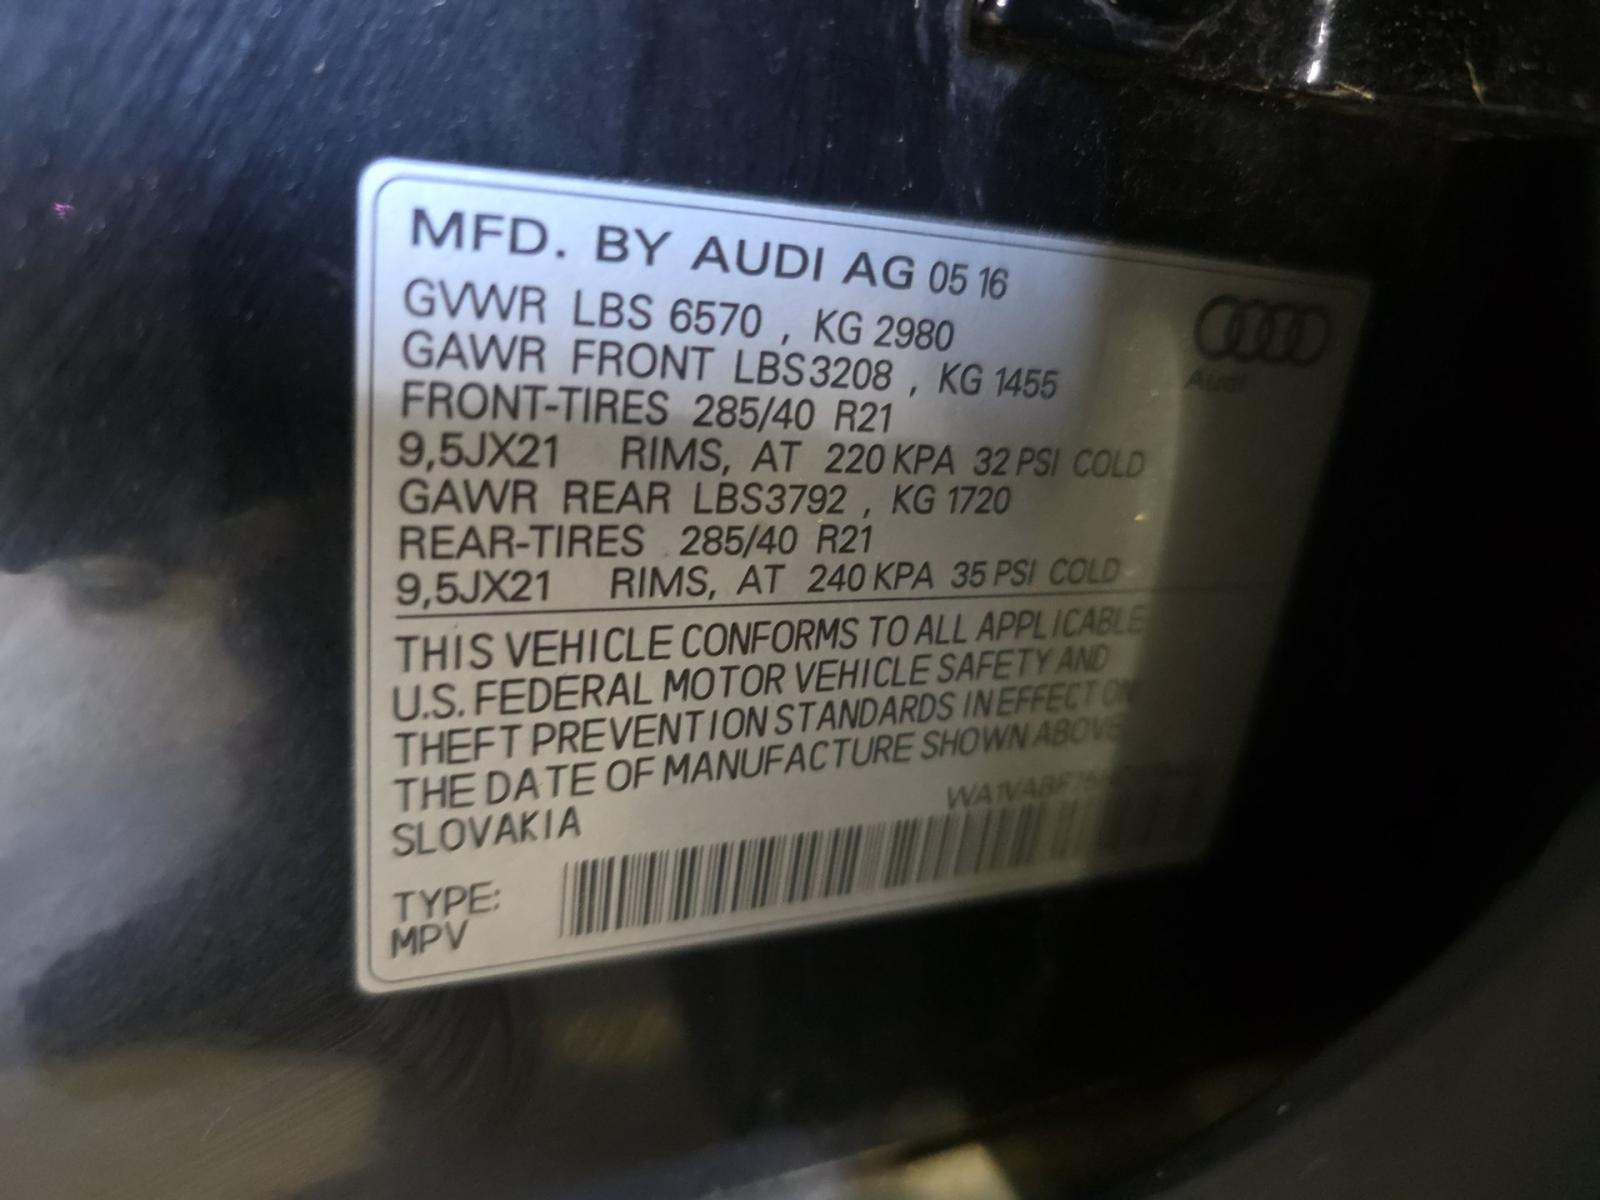 MFD. BY AUDI AG 05 16
GVWR LBS 6570 , KG 2980
GAWR FRONT LBS3208 , KG 1455
FRONT-TIRES 285/40 R21
9,5JX21 RIMS, AT 220 KPA 32 PSI COLD
GAWR REAR LBS3792 , KG 1720
REAR-TIRES 285/40 R21
9,5JX21 RIMS, AT 240 KPA 35 PSI COLD
THIS VEHICLE CONFORMS TO ALL APPLICABLE
U.S. FEDERAL MOTOR VEHICLE SAFETY AND
THEFT PREVENTION STANDARDS IN EFFECT ON
THE DATE OF MANUFACTURE SHOWN ABOVE
SLOVAKIA
TYPE:
MPV
Audi